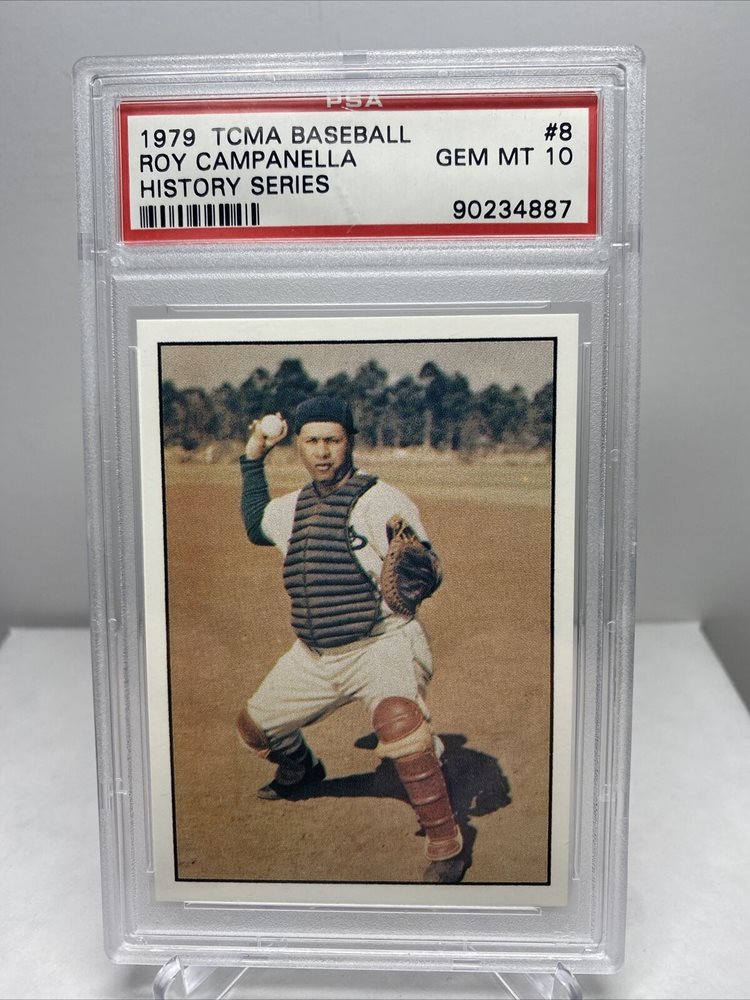 PSA
1979 TCMA BASEBALL #8
ROY CAMPANELLA GEM MT 10
HISTORY SERIES
90234887